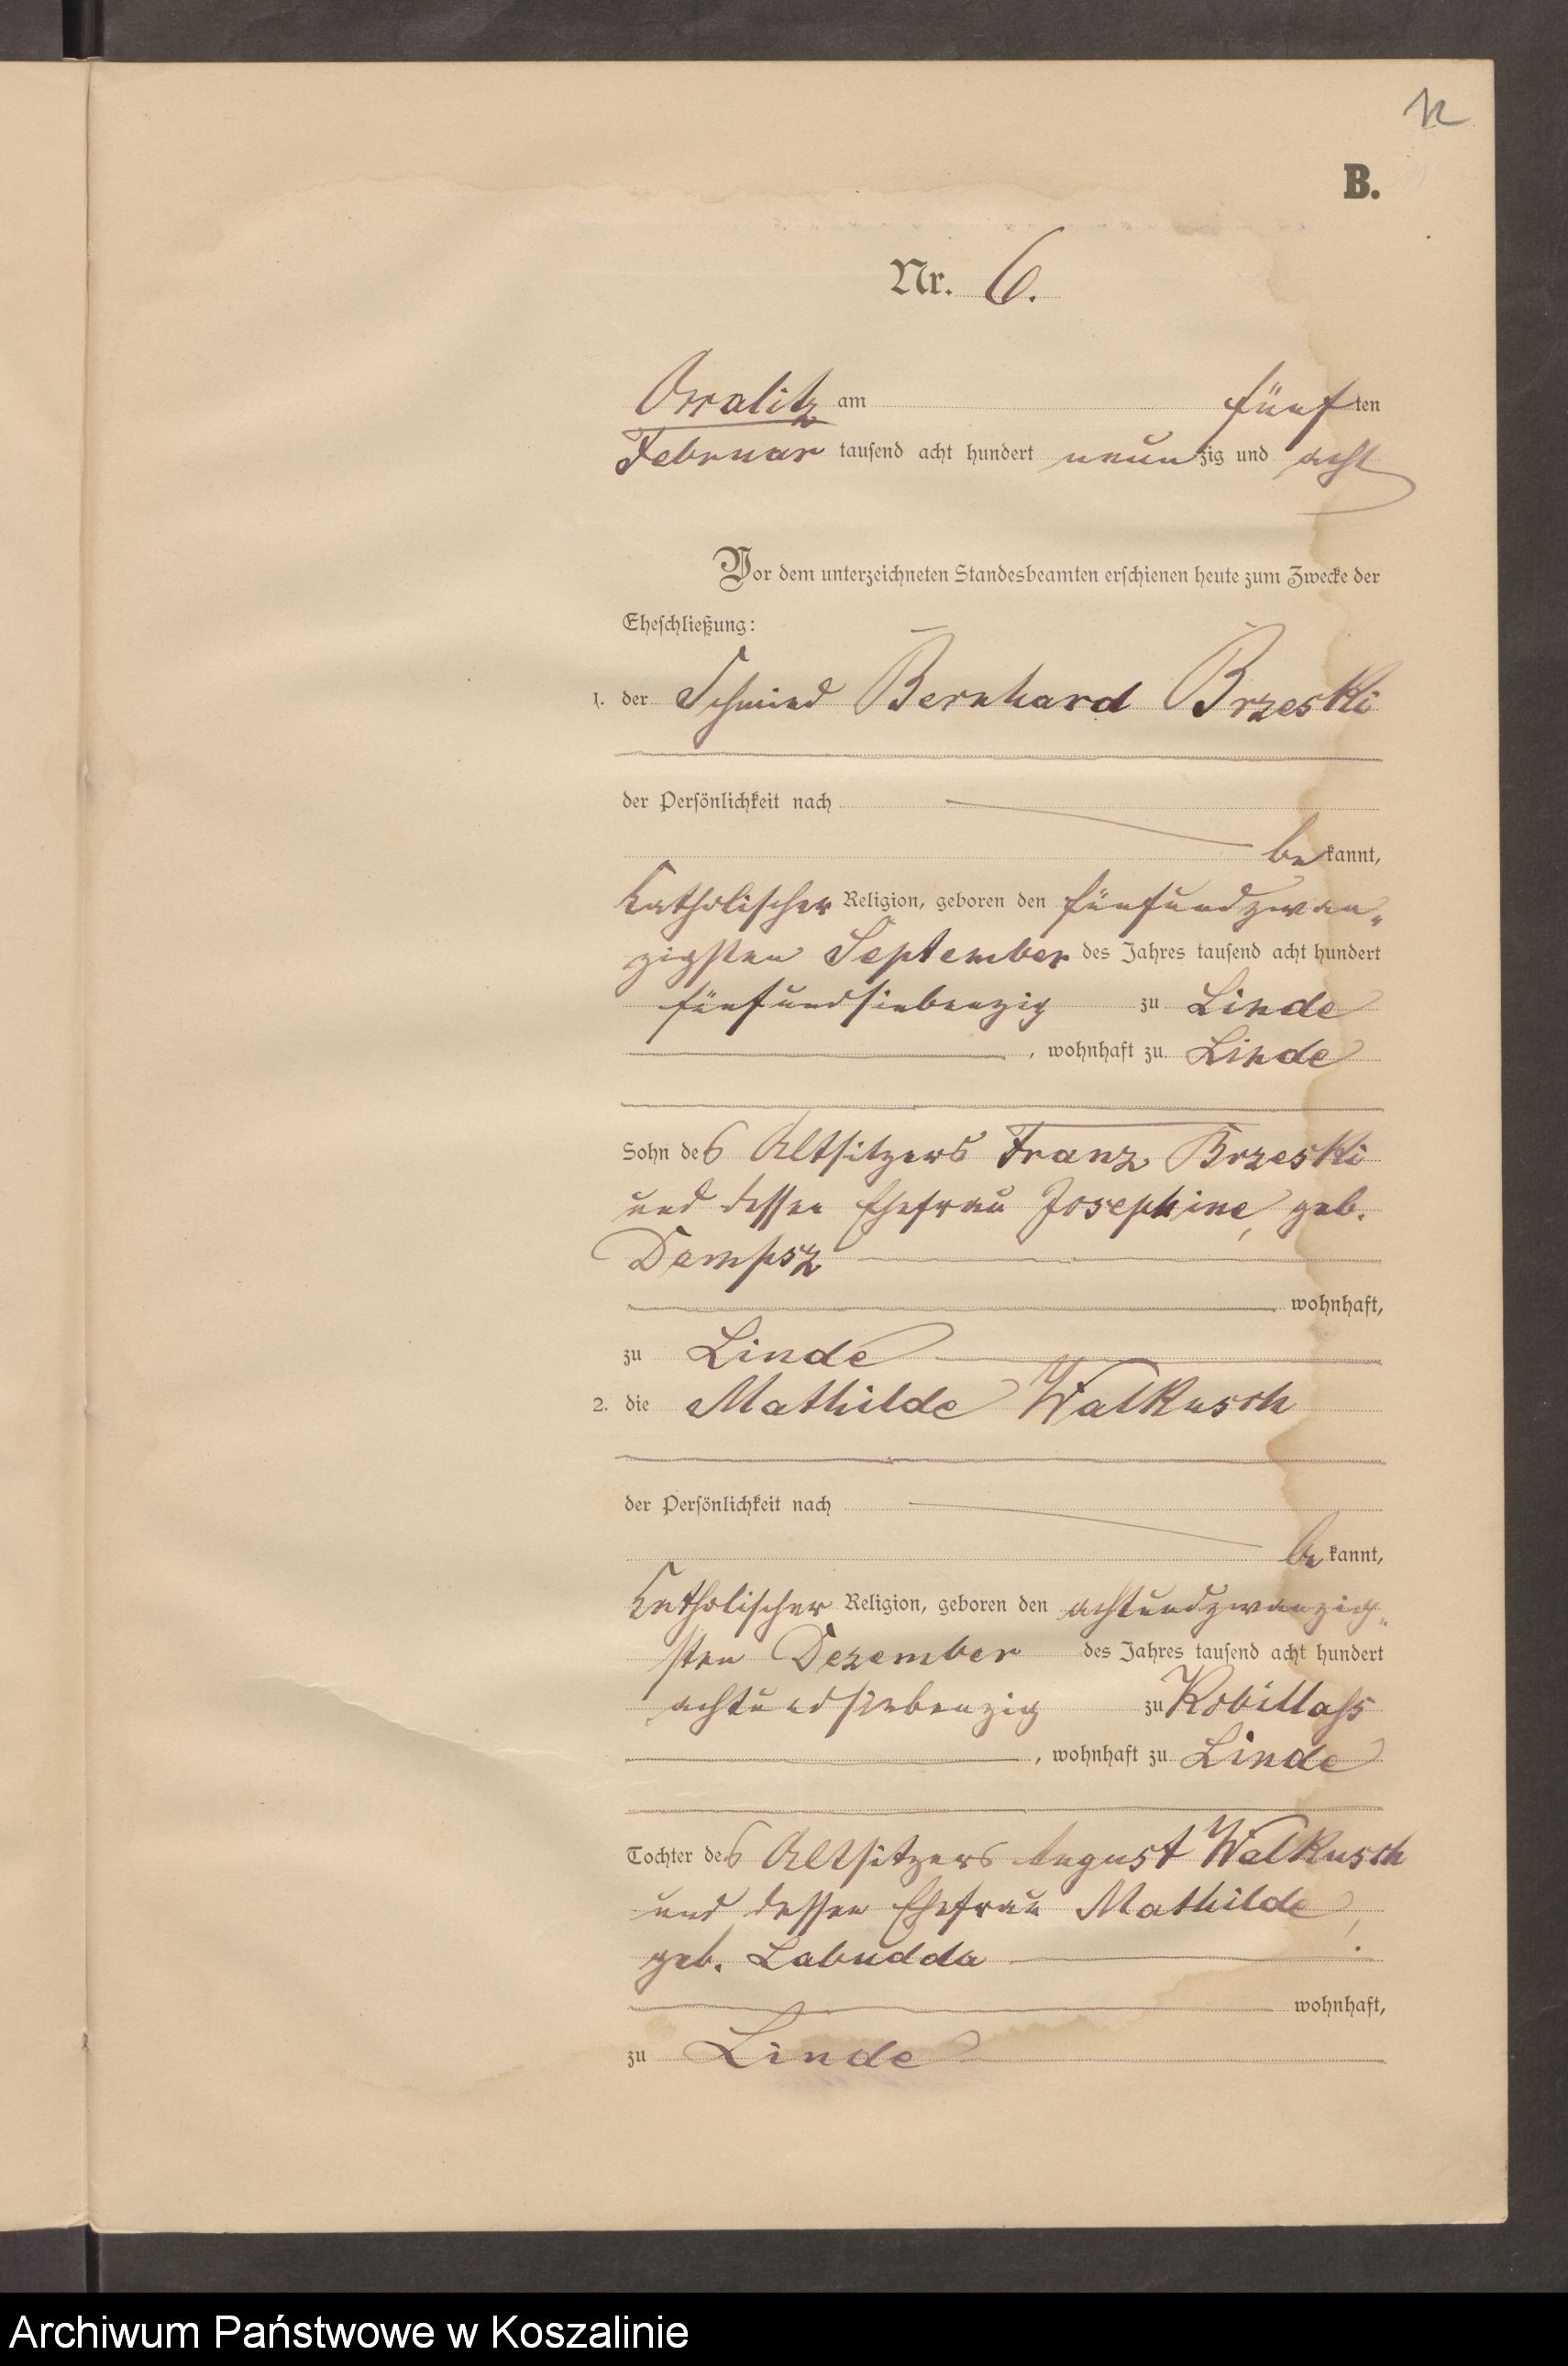 12
B.
Nr. 6.
Ossalitz am fünften
Februar tausend acht hundert neunzig und acht
Vor dem unterzeichneten Standesbeamten erschienen heute zum Zwecke der
Eheschließung:
1. der Schmied Bernhard Brzeski
der Persönlichkeit nach
bekannt,
katholischer Religion, geboren den fünfundzwan-
zigsten September des Jahres tausend acht hundert
fünfundsiebenzig zu Linde
, wohnhaft zu Linde
Sohn des Altsitzers Franz Brzeski
und dessen Ehefrau Josephine, geb.
Dampsz
wohnhaft,
zu Linde
2. die Mathilde Walkusch
der Persönlichkeit nach
bekannt,
katholischer Religion, geboren den achtundzwanzig-
sten Dezember des Jahres tausend acht hundert
achtundsiebenzig zu Kobillass
, wohnhaft zu Linde
Tochter des Altsitzers August Walkusch
und dessen Ehefrau Mathilde,
geb. Labudda
wohnhaft,
zu Linde
Archiwum Państwowe w Koszalinie